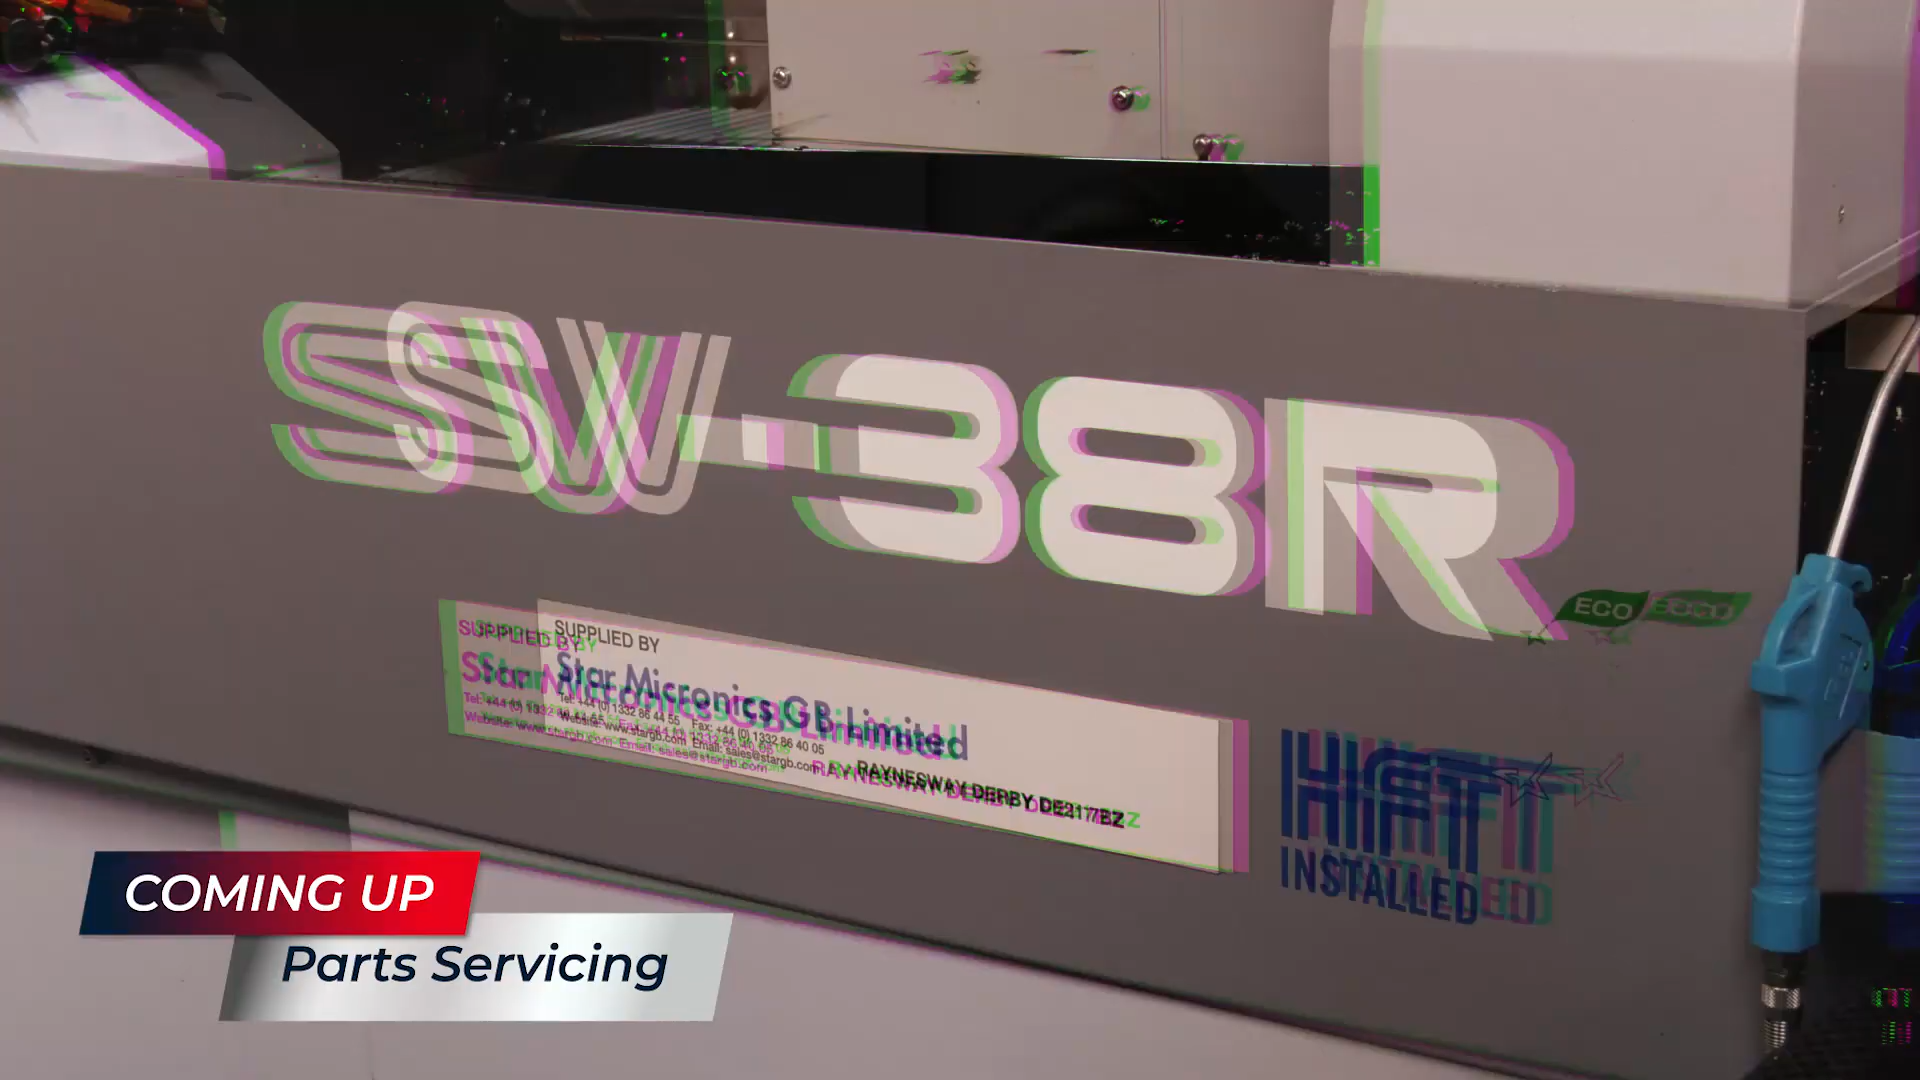 SW-38R
ECO
SUPPLIED BY
Star Micronics GB Limited
Tel: +44 (0) 1332 86 44 55 Fax: +44 (0) 1332 86 40 05
Website: www.stargb.com Email: sales@stargb.com
RAYNESWAY DERBY DE21 7BZ
HFT
INSTALLED
COMING UP
Parts Servicing